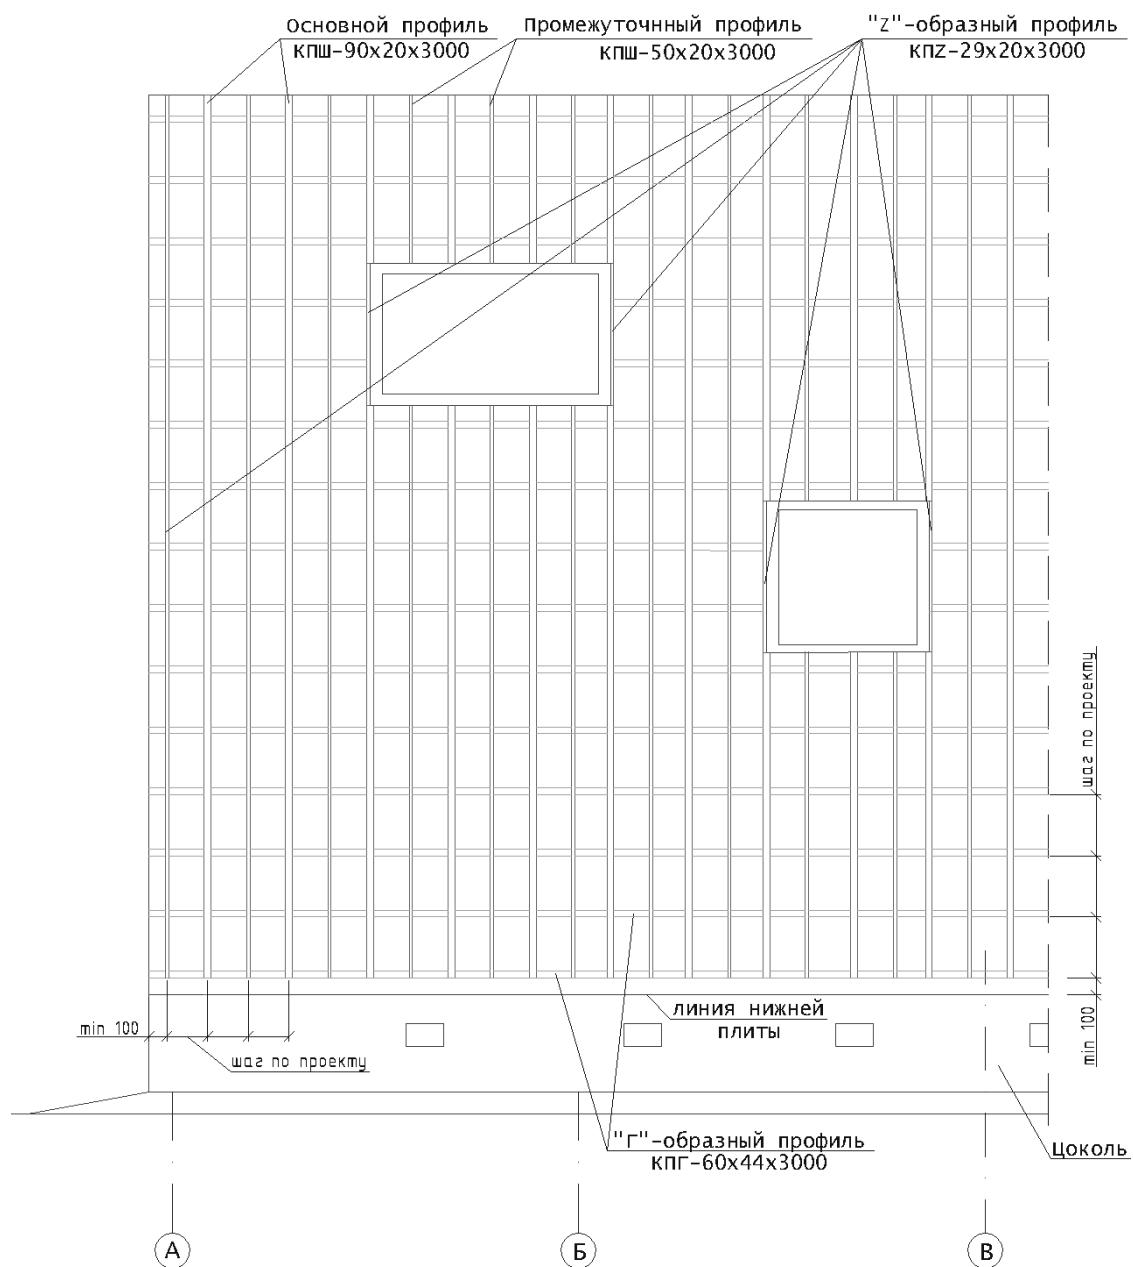 Основной профиль
КПШ-90х20х3000
Промежуточнный профиль
КПШ-50х20х3000
"Z"-образный профиль
КПZ-29х20х3000
шаг по проекту
линия нижней
плиты
min 100
min 100
шаг по проекту
"Г"-образный профиль
КПГ-60х44х3000
Цоколь
А
Б
В